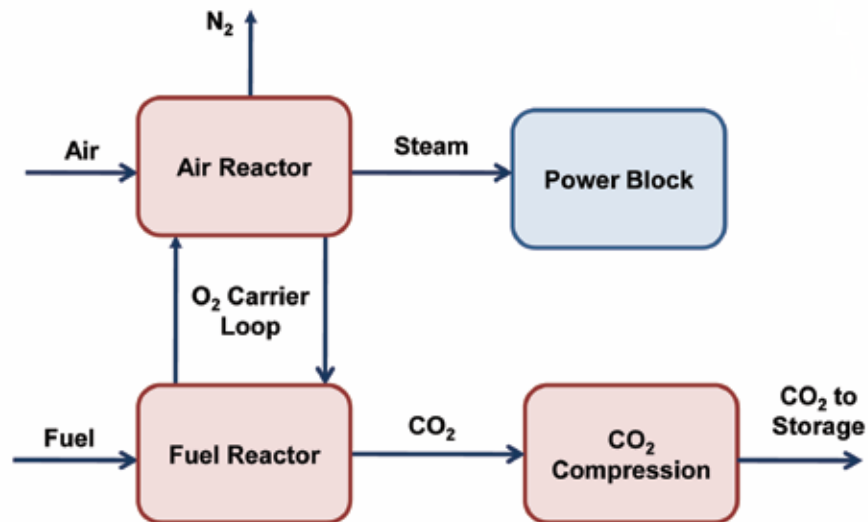 N₂
Air
Air Reactor
Steam
Power Block
O₂ Carrier
Loop
Fuel
Fuel Reactor
CO₂
CO₂
Compression
CO₂ to
Storage